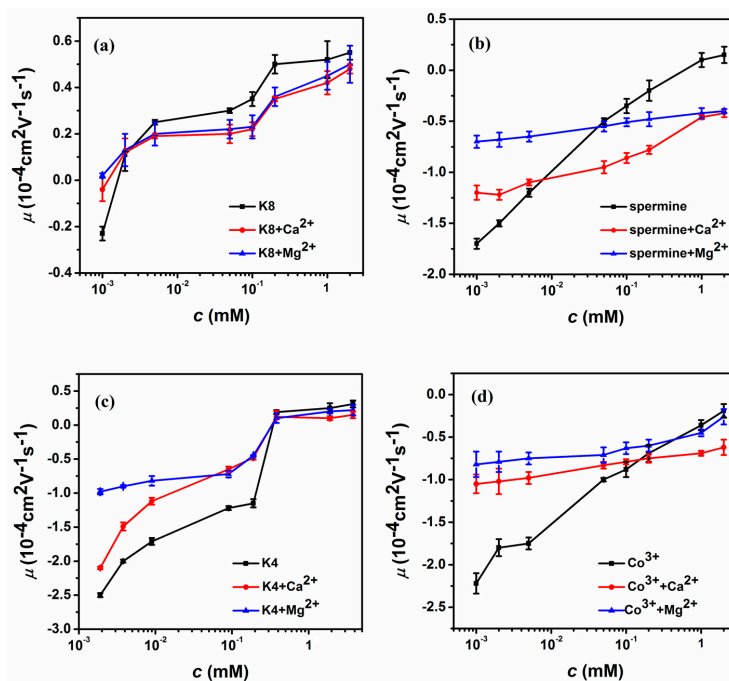 (a)
0.6
0.4
0.2
0.0
-0.2
-0.4
μ (10⁻⁴cm²V⁻¹s⁻¹)
K8
K8+Ca²⁺
K8+Mg²⁺
10⁻³ 10⁻² 10⁻¹ 1
c (mM)
(b)
0.5
0.0
-0.5
-1.0
-1.5
-2.0
μ (10⁻⁴cm²V⁻¹s⁻¹)
spermine
spermine+Ca²⁺
spermine+Mg²⁺
10⁻³ 10⁻² 10⁻¹ 1
c (mM)
(c)
0.5
0.0
-0.5
-1.0
-1.5
-2.0
-2.5
-3.0
μ (10⁻⁴cm²V⁻¹s⁻¹)
K4
K4+Ca²⁺
K4+Mg²⁺
10⁻³ 10⁻² 10⁻¹ 1
c (mM)
(d)
0.0
-0.5
-1.0
-1.5
-2.0
-2.5
μ (10⁻⁴cm²V⁻¹s⁻¹)
Co³⁺
Co³⁺+Ca²⁺
Co³⁺+Mg²⁺
10⁻³ 10⁻² 10⁻¹ 1
c (mM)